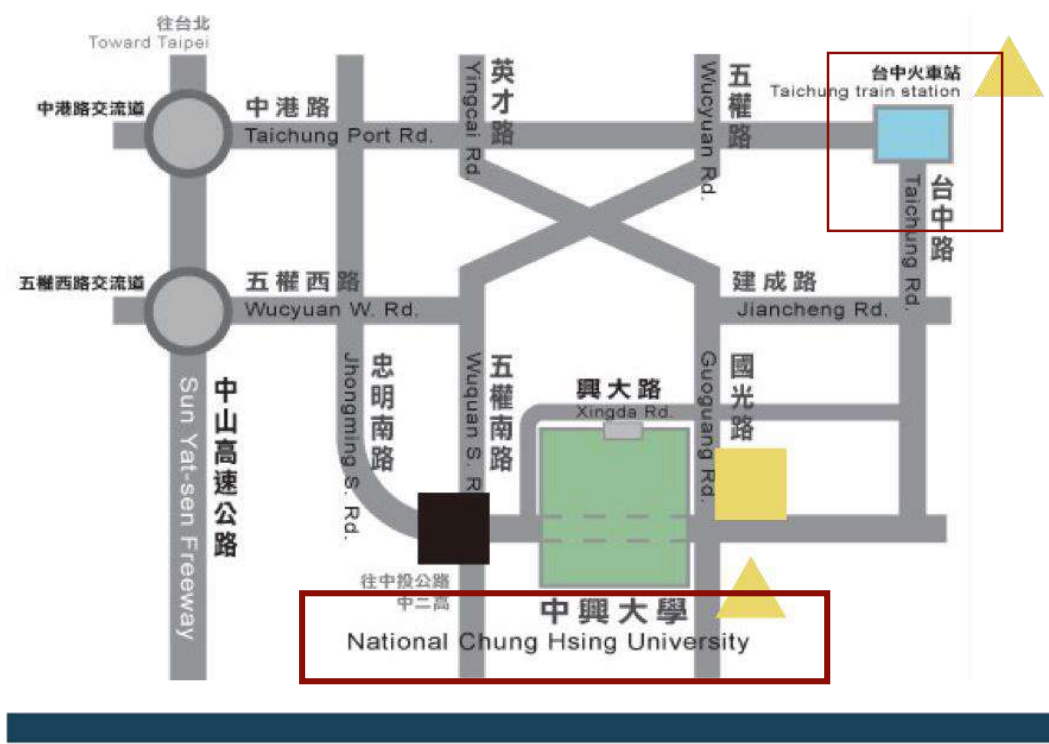 往台北
Toward Taipei
中港路交流道
中港路
Taichung Port Rd.
英才路
Yingcai Rd.
五權路
Wucyuan Rd.
台中火車站
Taichung train station
台中路
Taichung Rd.
五權西路交流道
五權西路
Wucyuan W. Rd.
建成路
Jiancheng Rd.
中山高速公路
Sun Yat-sen Freeway
忠明南路
Jhongming S. Rd.
五權南路
Wuquan S. R
興大路
Xingda Rd.
國光路
Guoguang Rd.
往中投公路
中二高
中興大學
National Chung Hsing University